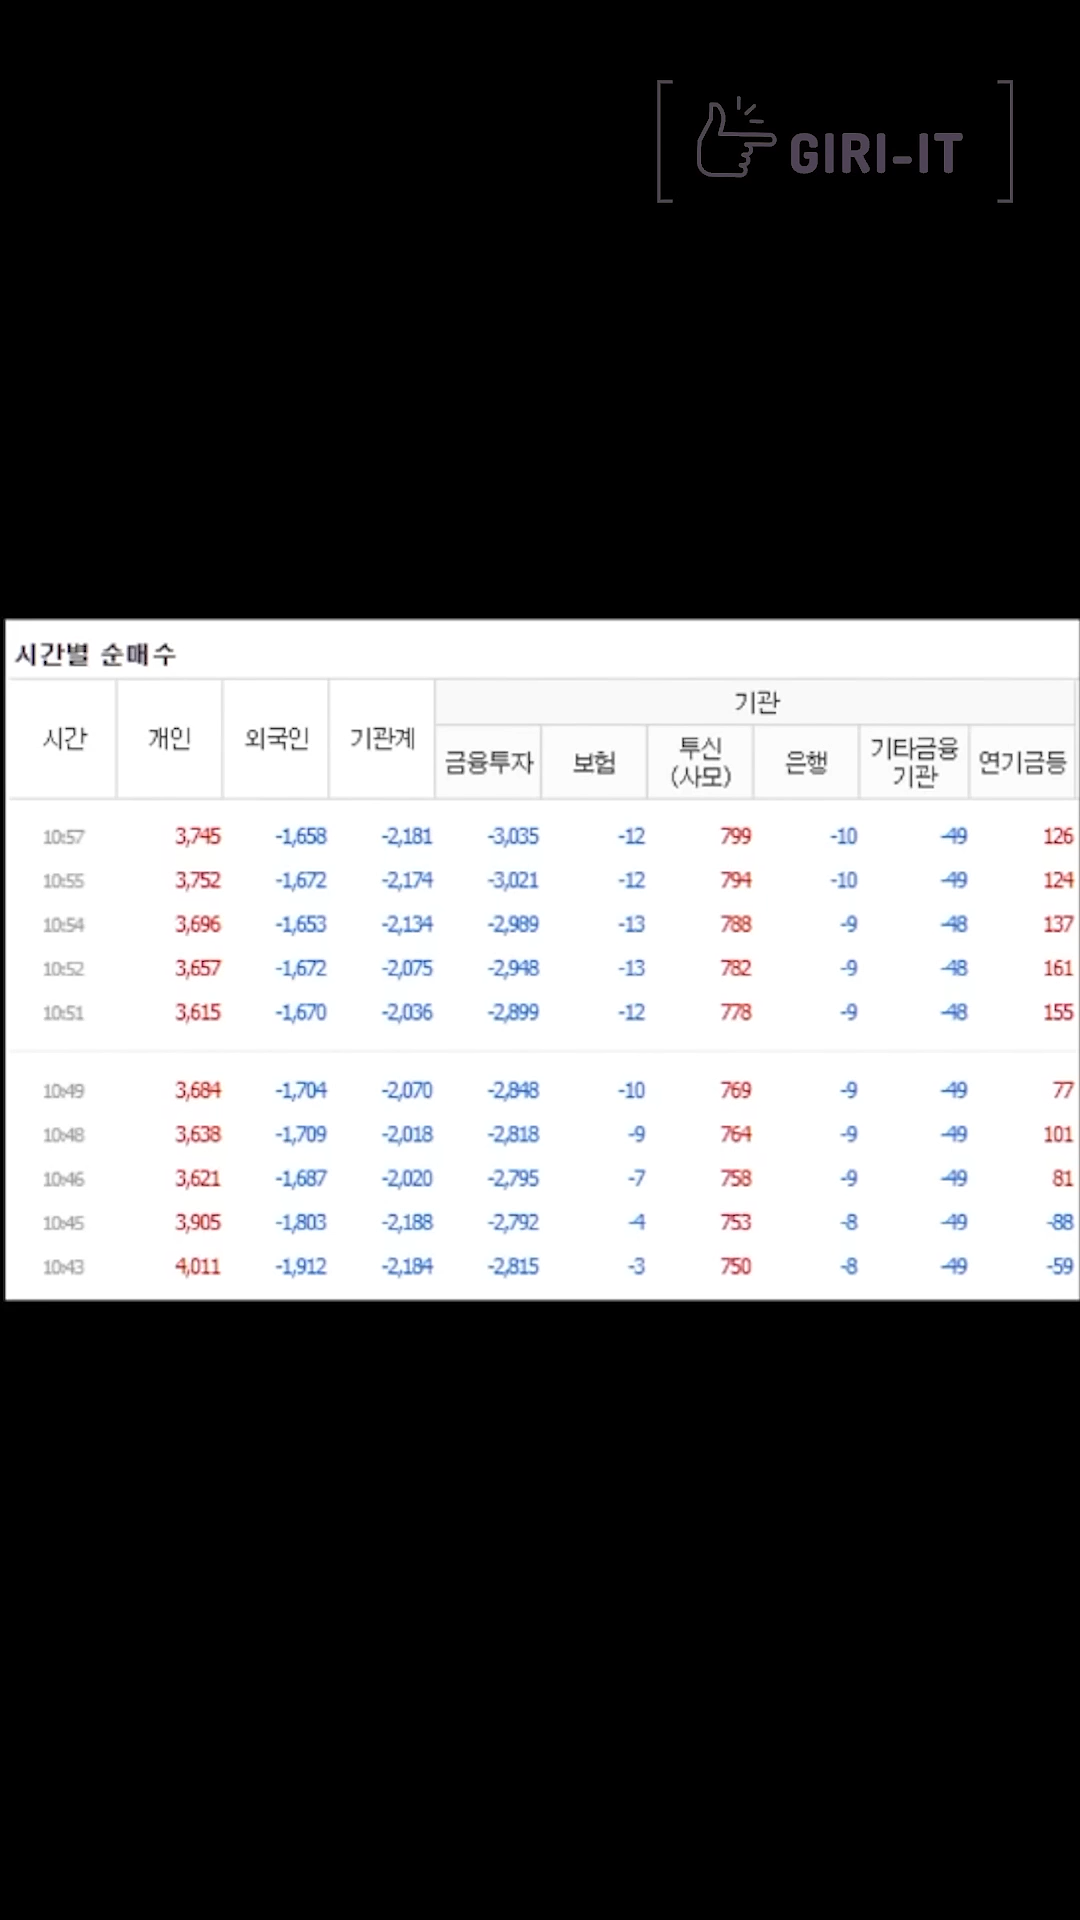 GIRI-IT
시간별 순매수
시간 개인 외국인 기관계 기관
금융투자 보험 투신(사모) 은행 기타금융기관 연기금등
10:57 3,745 -1,658 -2,181 -3,035 -12 799 -10 -49 126
10:55 3,752 -1,672 -2,174 -3,021 -12 794 -10 -49 124
10:54 3,696 -1,653 -2,134 -2,989 -13 788 -9 -48 137
10:52 3,657 -1,672 -2,075 -2,948 -13 782 -9 -48 161
10:51 3,615 -1,670 -2,036 -2,899 -12 778 -9 -48 155
10:49 3,684 -1,704 -2,070 -2,848 -10 769 -9 -49 77
10:48 3,638 -1,709 -2,018 -2,818 -9 764 -9 -49 101
10:46 3,621 -1,687 -2,020 -2,795 -7 758 -9 -49 81
10:45 3,905 -1,803 -2,188 -2,792 -4 753 -8 -49 -88
10:43 4,011 -1,912 -2,184 -2,815 -3 750 -8 -49 -59